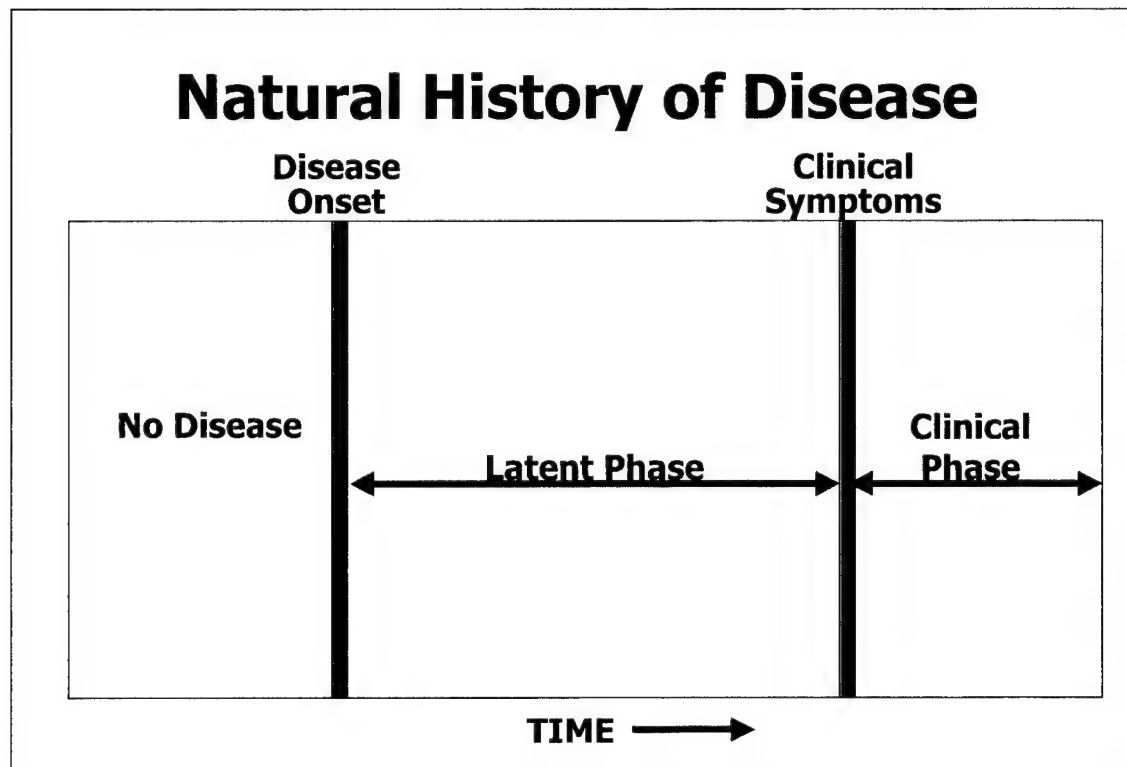 Natural History of Disease
Disease
Onset
Clinical
Symptoms
No Disease
Latent Phase
Clinical
Phase
TIME